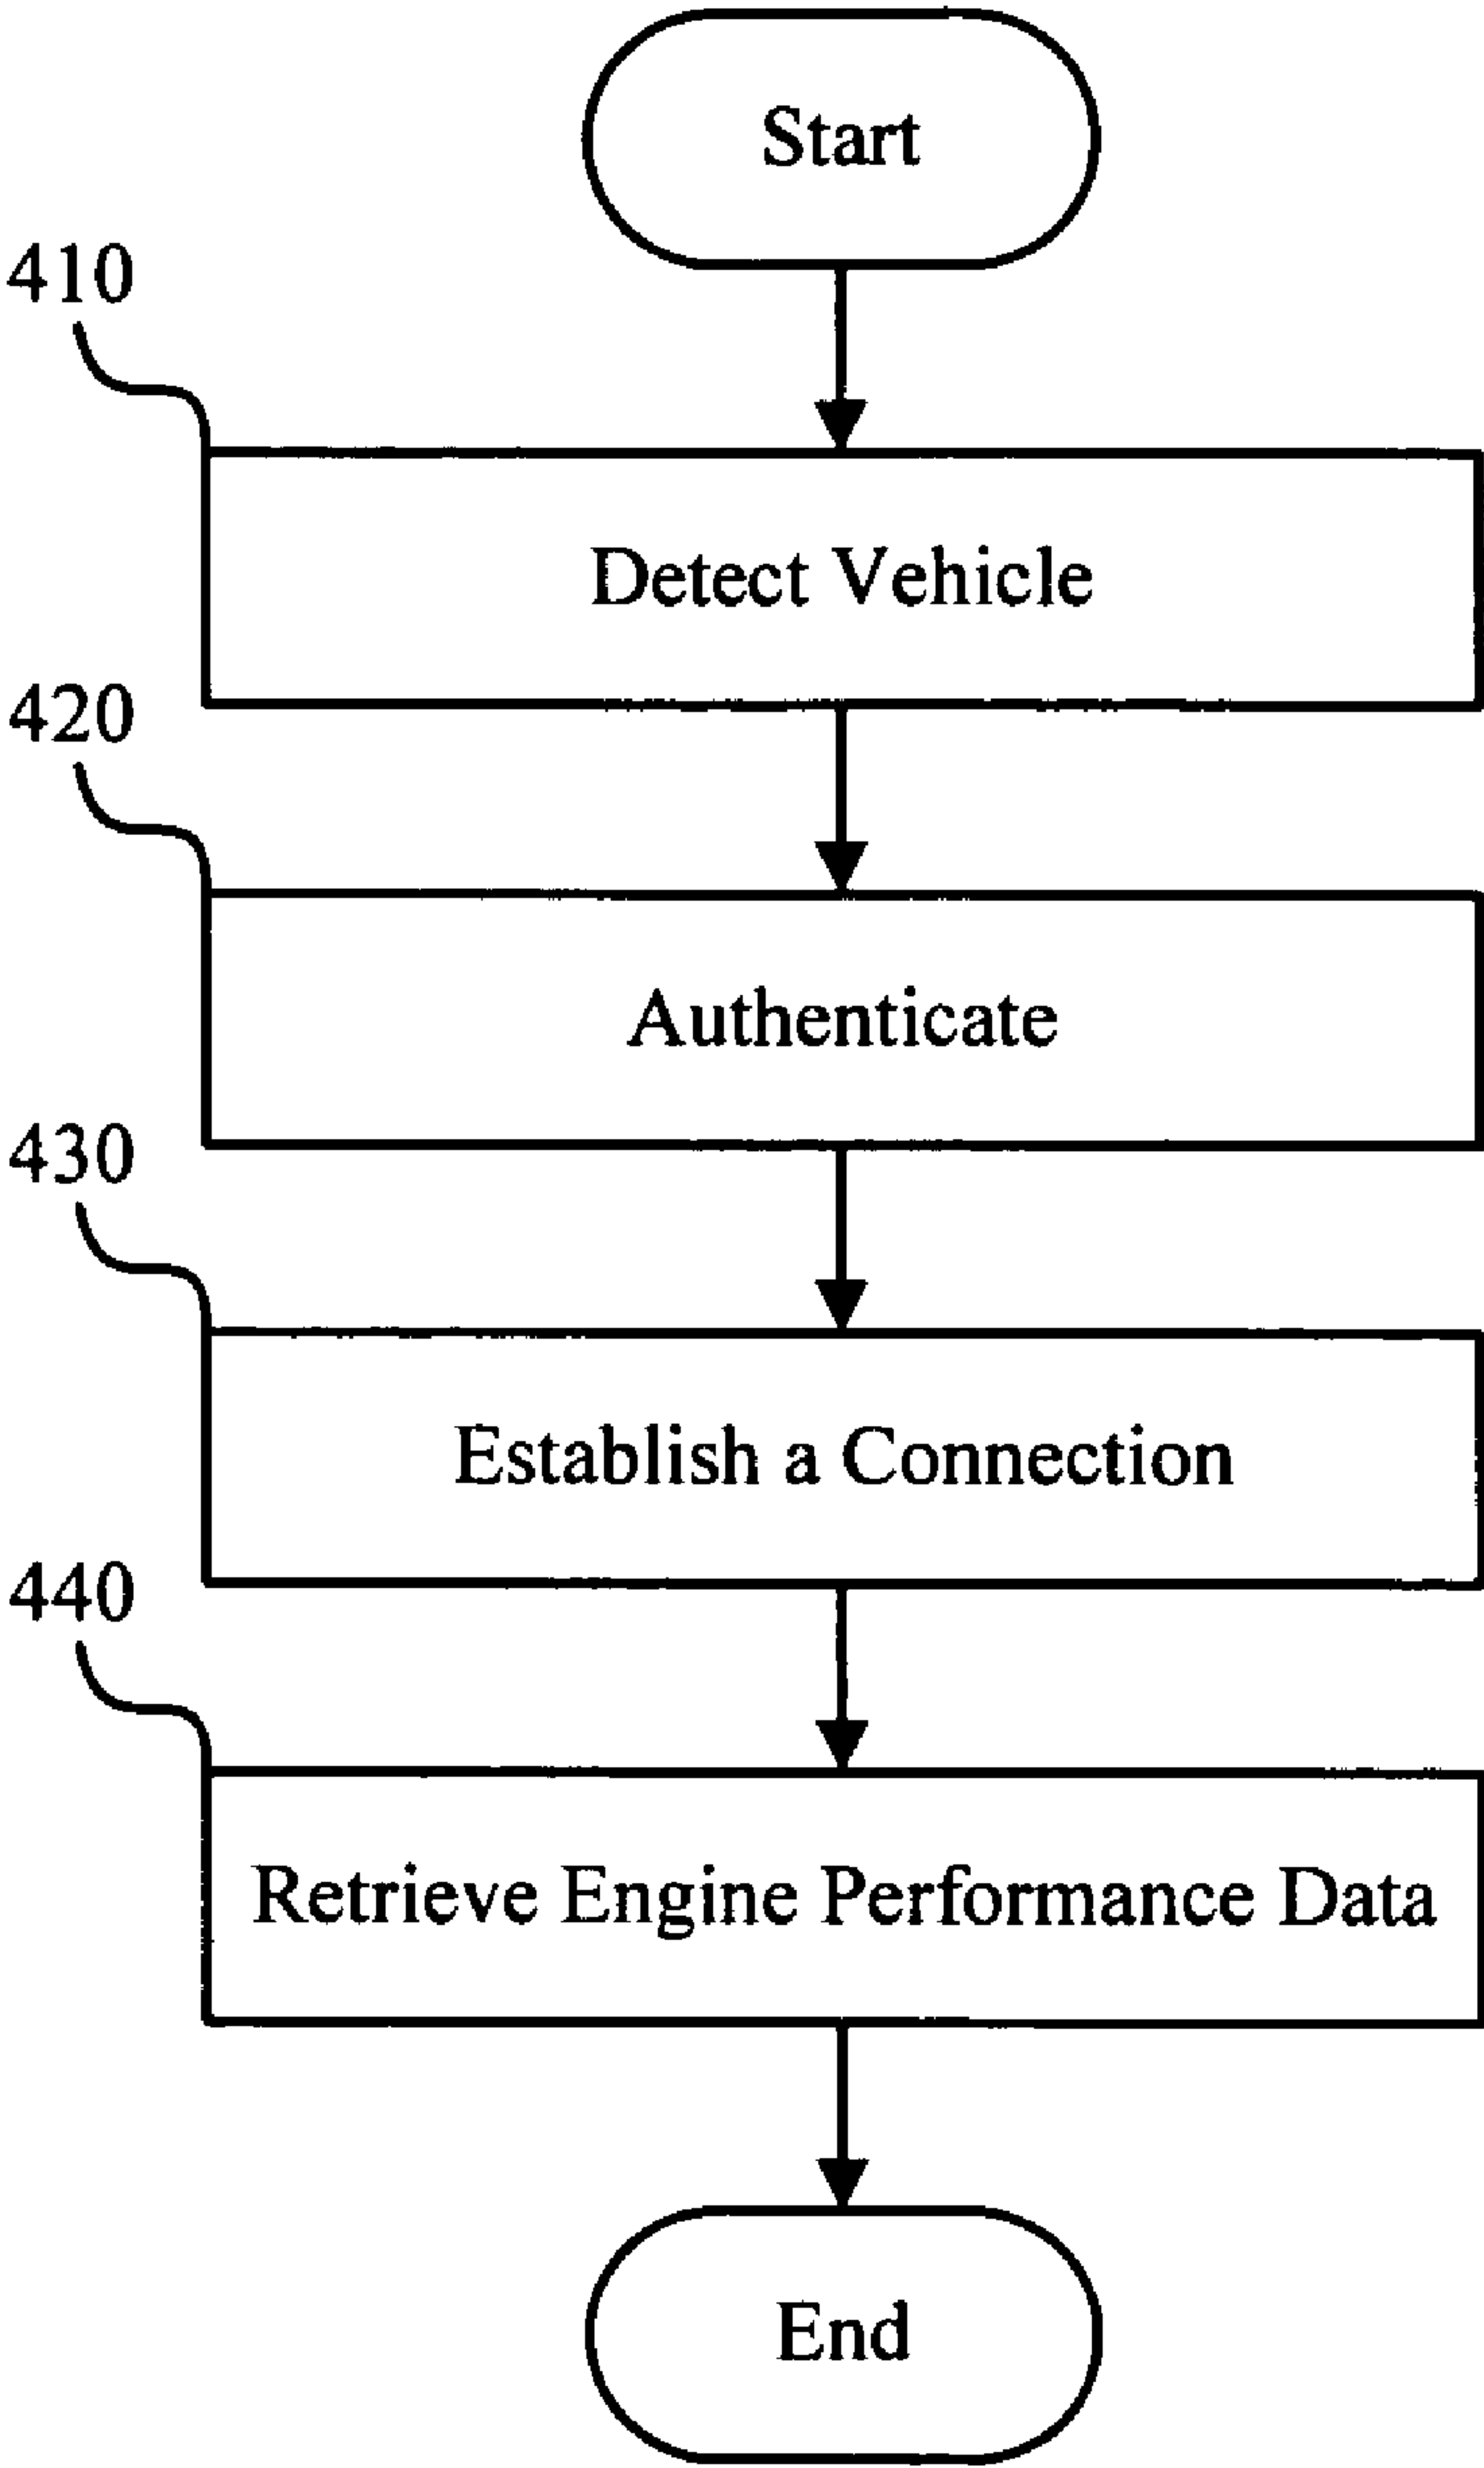 Start
410
Detect Vehicle
420
Authenticate
430
Establish a Connection
440
Retrieve Engine Performance Data
End